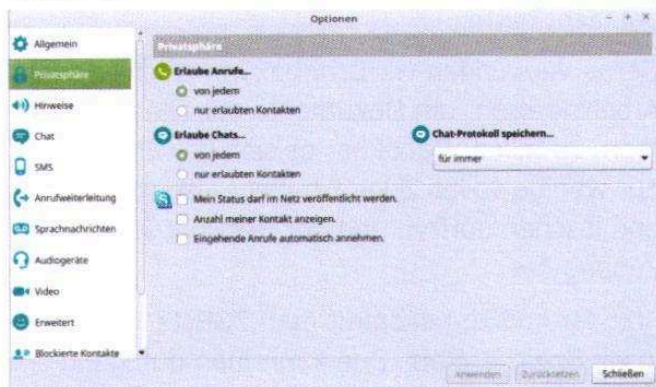 Optionen
Allgemein
Privatsphäre
Hinweise
Chat
SMS
Anrufweiterleitung
Sprachnachrichten
Audiogeräte
Video
Erweitert
Blockierte Kontakte
Privatsphäre
Erlaube Anrufe...
von jedem
nur erlaubten Kontakten
Erlaube Chats...
von jedem
nur erlaubten Kontakten
Chat-Protokoll speichern...
für immer
Mein Status darf im Netz veröffentlicht werden.
Anzahl meiner Kontakt anzeigen.
Eingehende Anrufe automatisch annehmen.
Anwenden
Zurücksetzen
Schließen